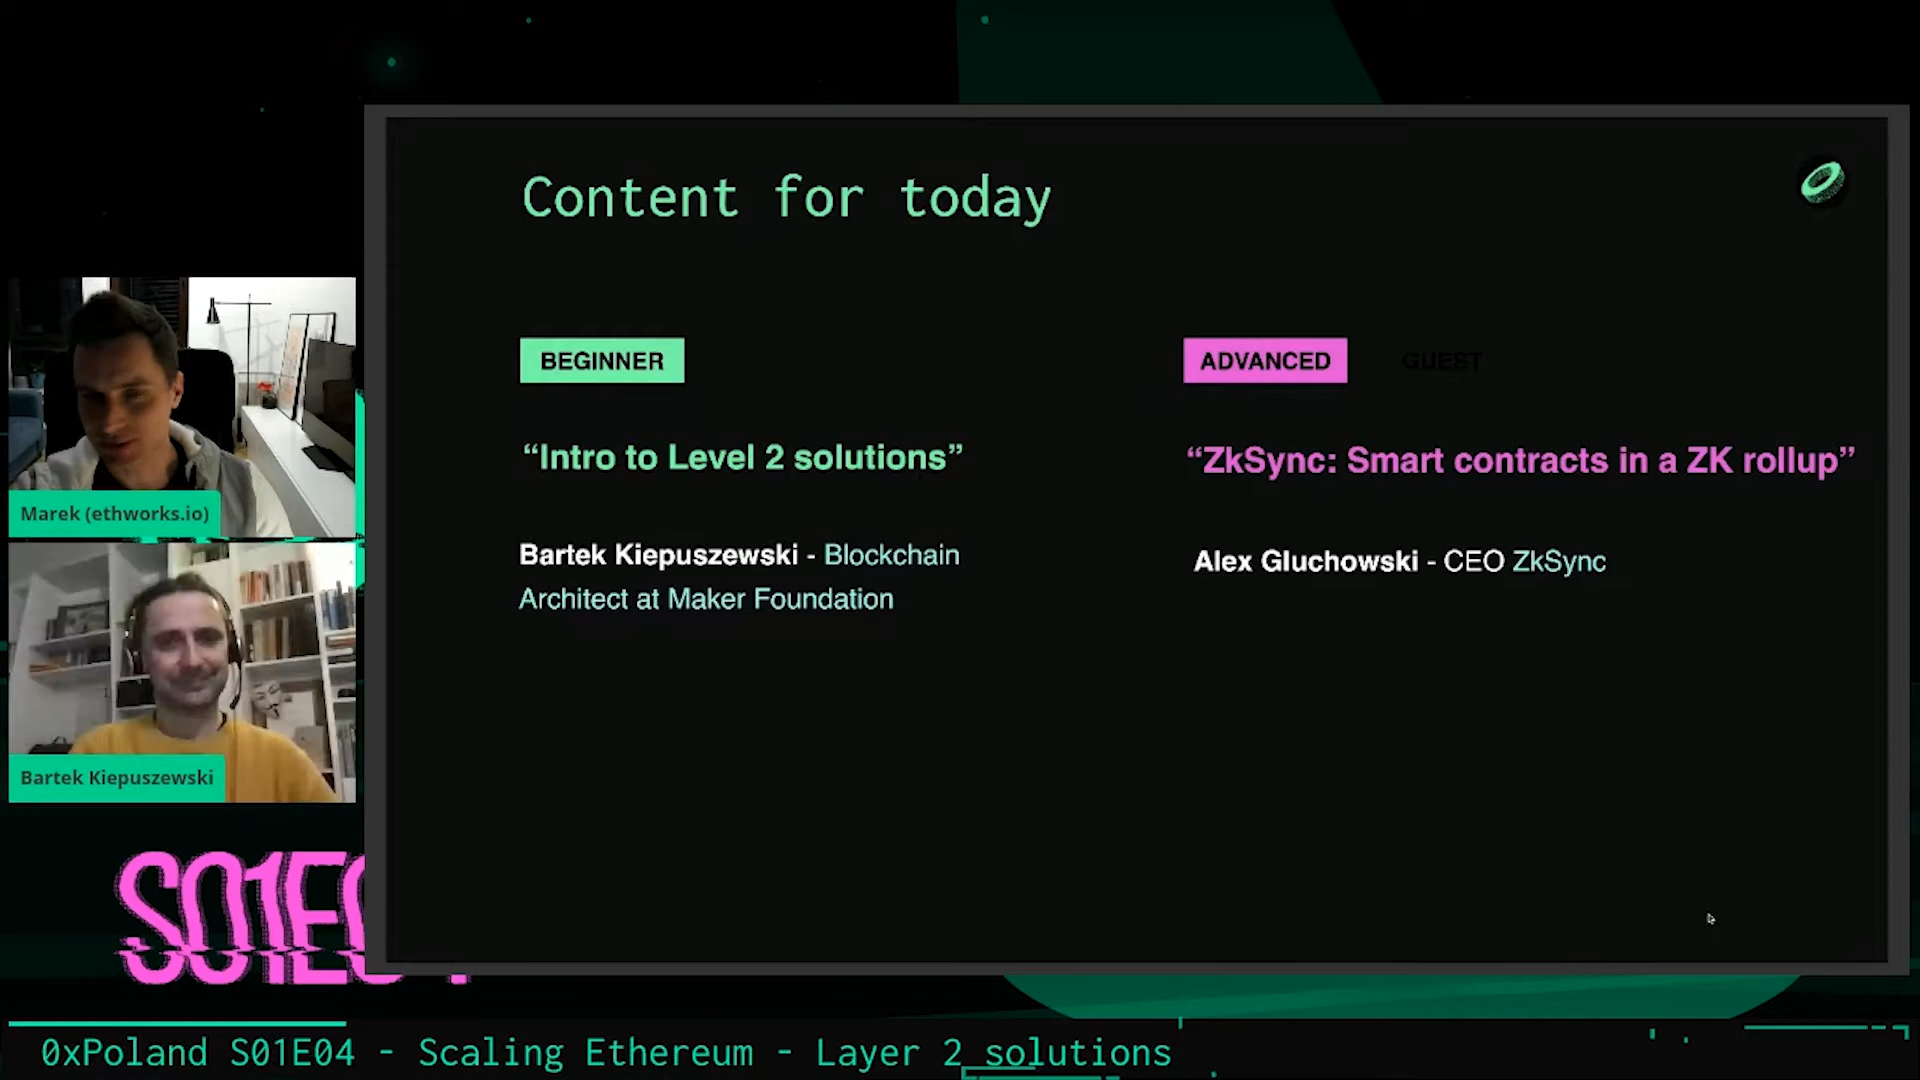 Content for today
BEGINNER
ADVANCED
GUEST
“Intro to Level 2 solutions”
“ZkSync: Smart contracts in a ZK rollup”
Bartek Kiepuszewski - Blockchain
Architect at Maker Foundation
Alex Gluchowski - CEO ZkSync
Marek (ethworks.io)
Bartek Kiepuszewski
0xPoland S01E04 - Scaling Ethereum - Layer 2 solutions